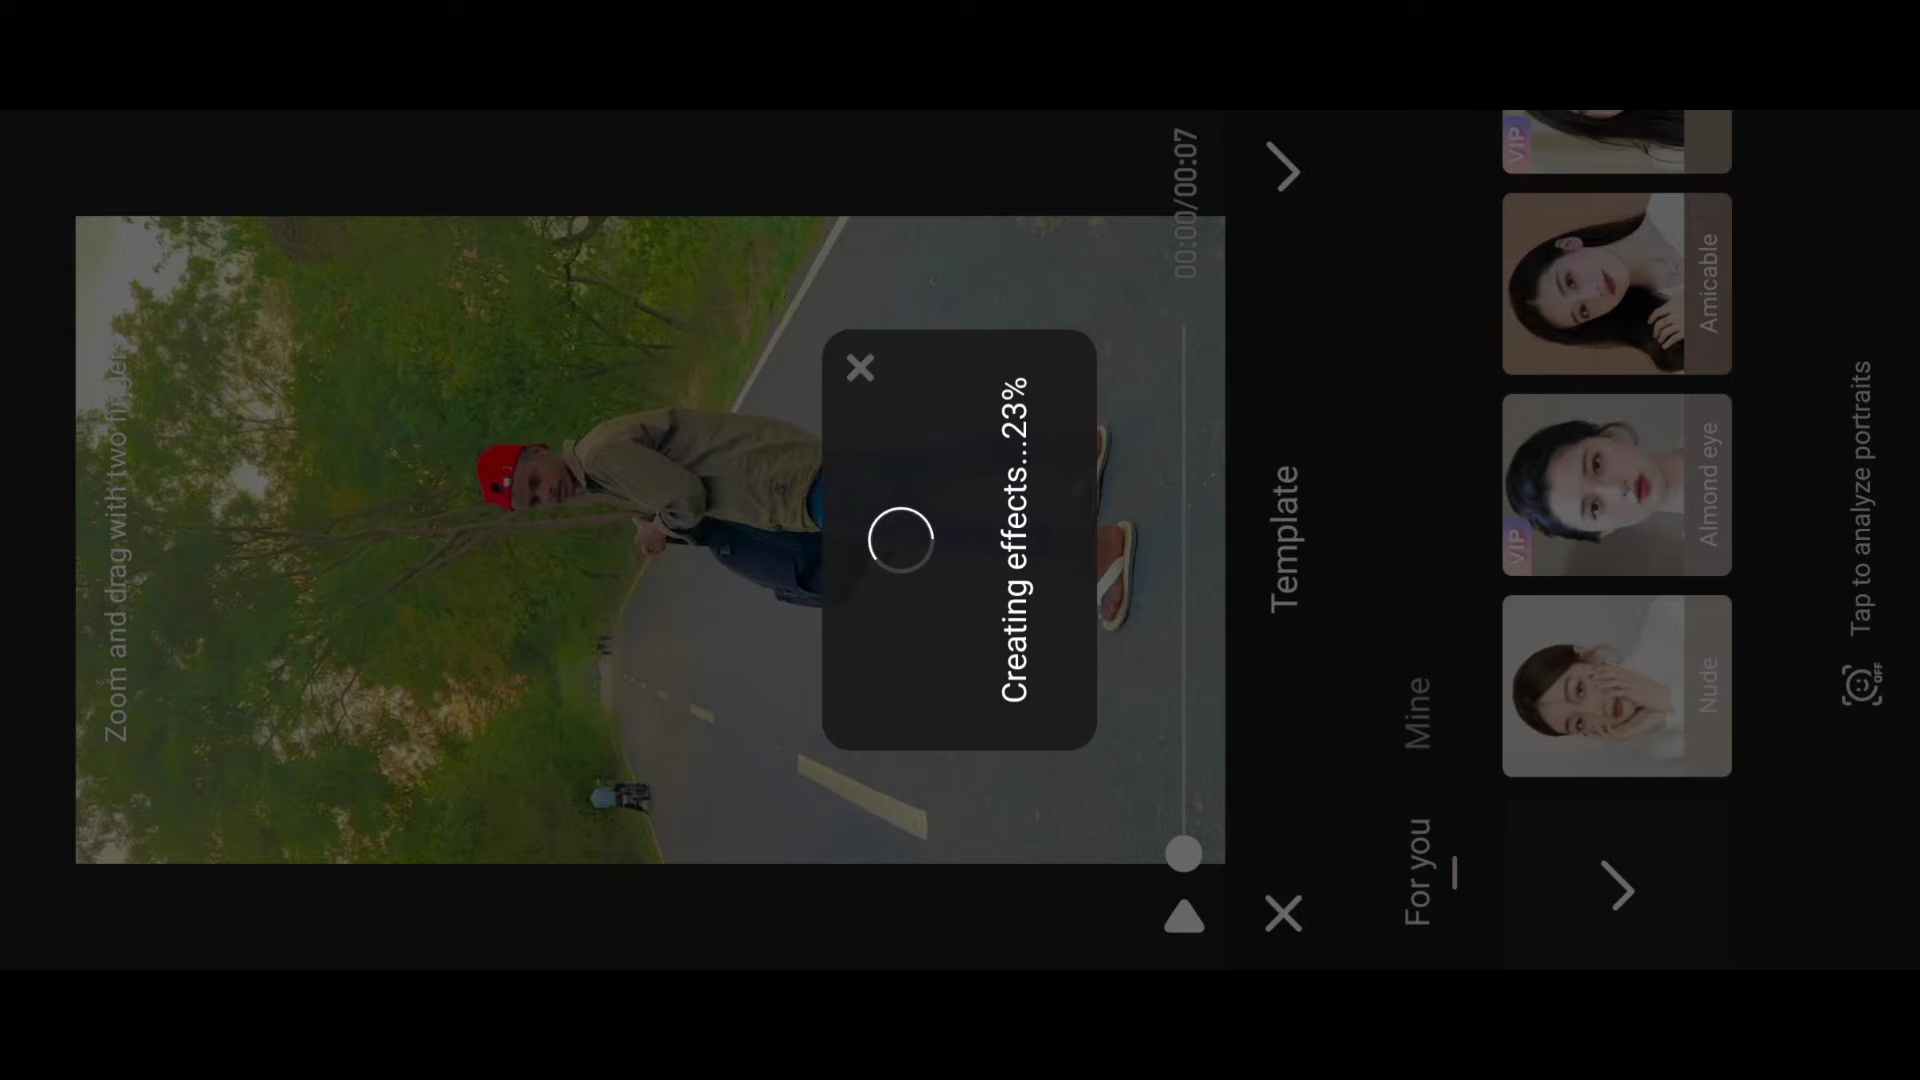 Zoom and drag with two finger
00:00/00:07
Creating effects...23%
Template
For you
Mine
Nude
VIP
Almond eye
Amicable
VIP
OFF
Tap to analyze portraits